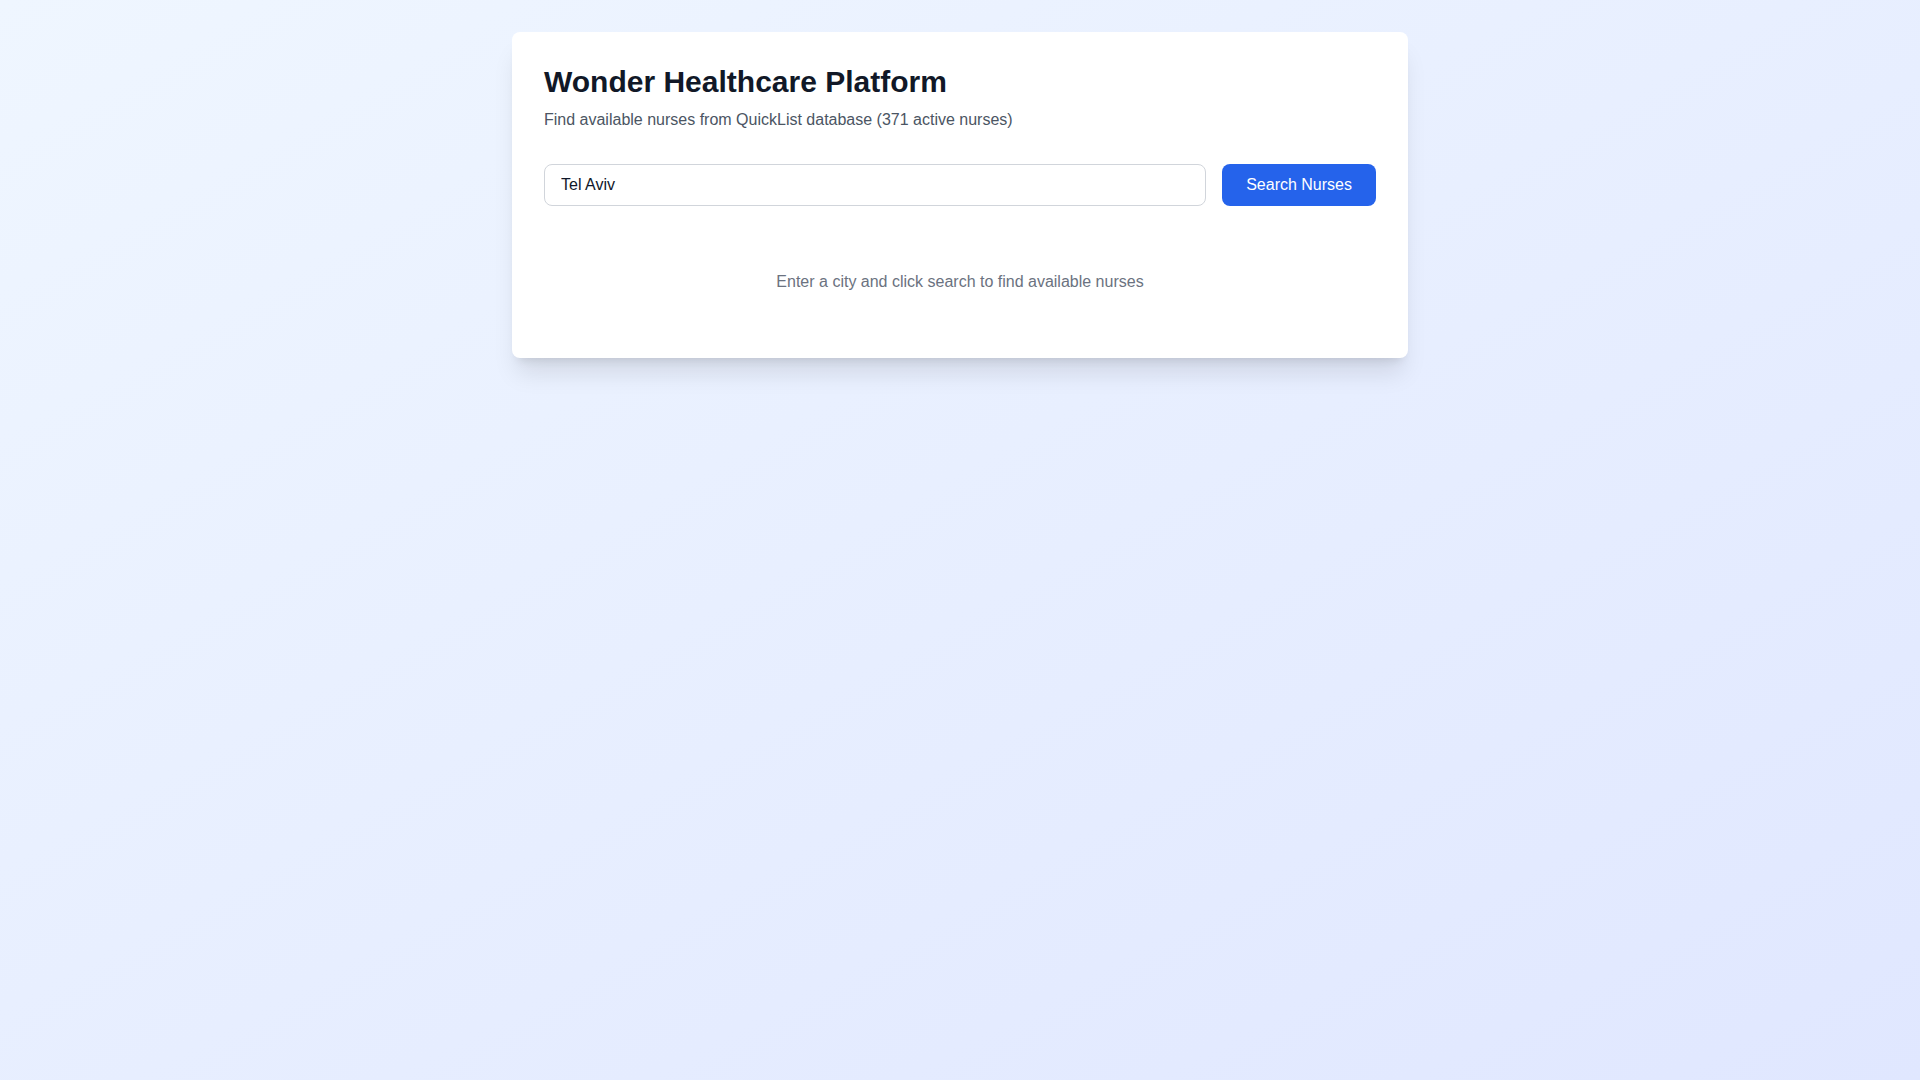 Wonder Healthcare Platform
Find available nurses from QuickList database (371 active nurses)
Tel Aviv
Search Nurses
Enter a city and click search to find available nurses